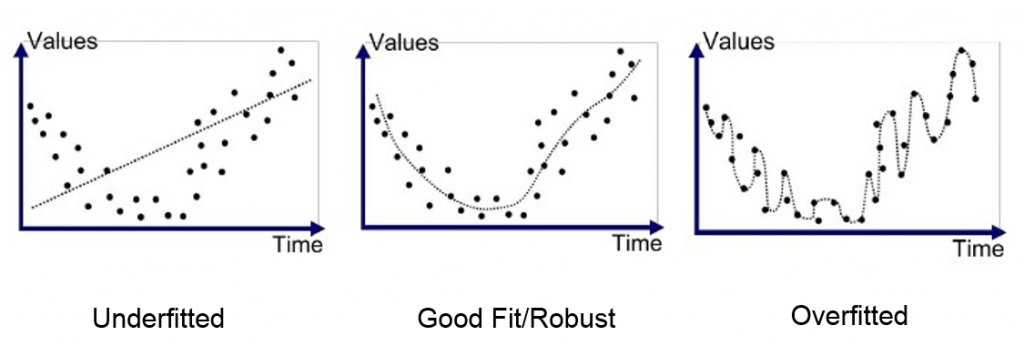 Values
Time
Underfitted
Values
Time
Good Fit/Robust
Values
Time
Overfitted